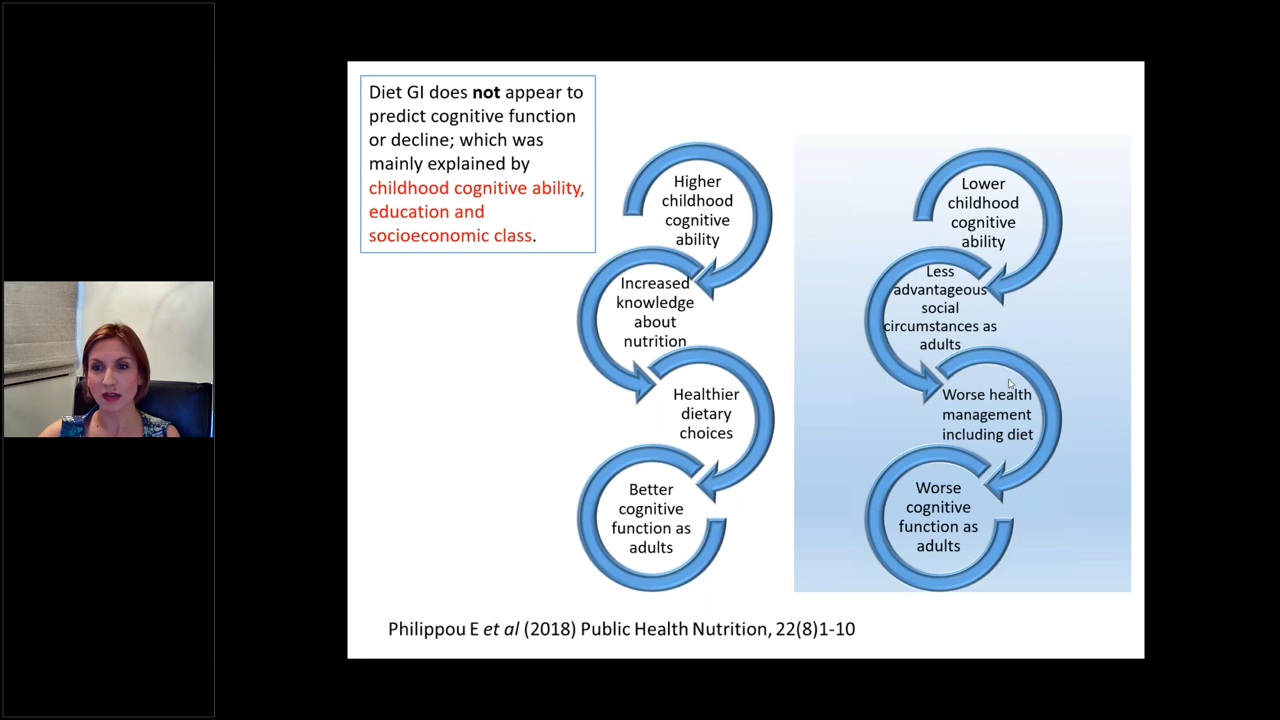 Diet GI does not appear to
predict cognitive function
or decline; which was
mainly explained by
childhood cognitive ability,
education and
socioeconomic class.
Higher
childhood
cognitive
ability
Increased
knowledge
about
nutrition
Healthier
dietary
choices
Better
cognitive
function as
adults
Lower
childhood
cognitive
ability
Less
advantageous
social
circumstances as
adults
Worse health
management
including diet
Worse
cognitive
function as
adults
Philippou E et al (2018) Public Health Nutrition, 22(8)1-10